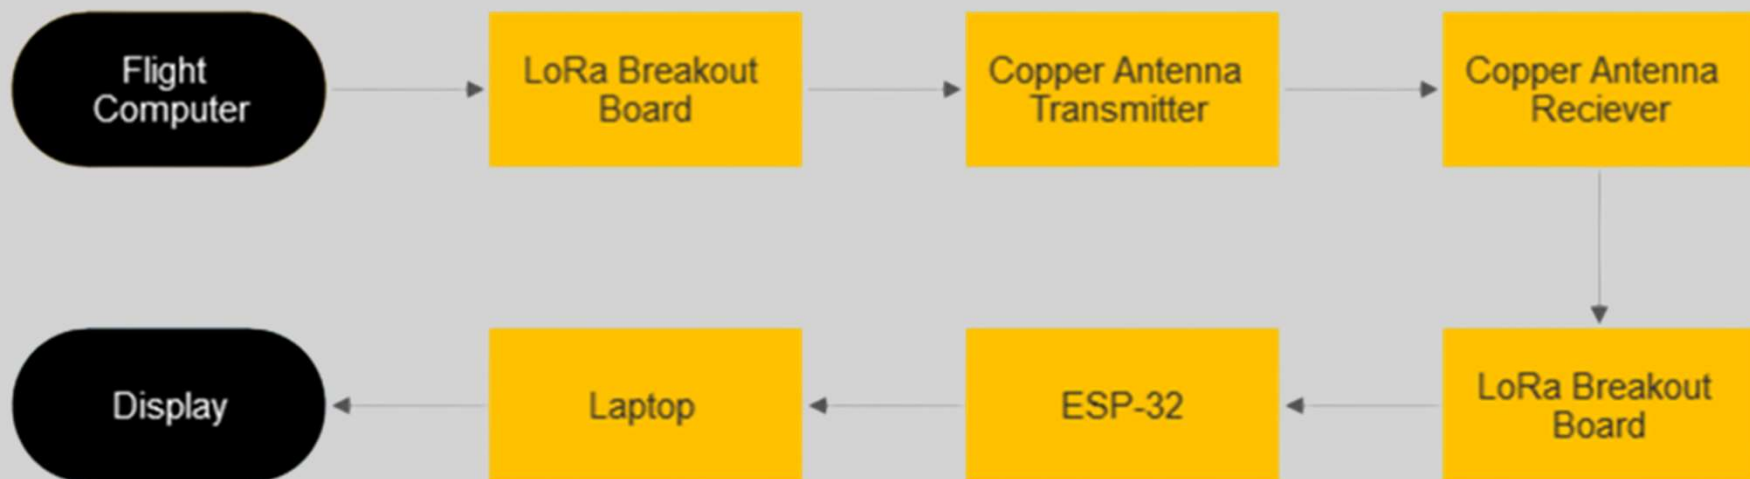 Flight
Computer
LoRa Breakout
Board
Copper Antenna
Transmitter
Copper Antenna
Reciever
Display
Laptop
ESP-32
LoRa Breakout
Board